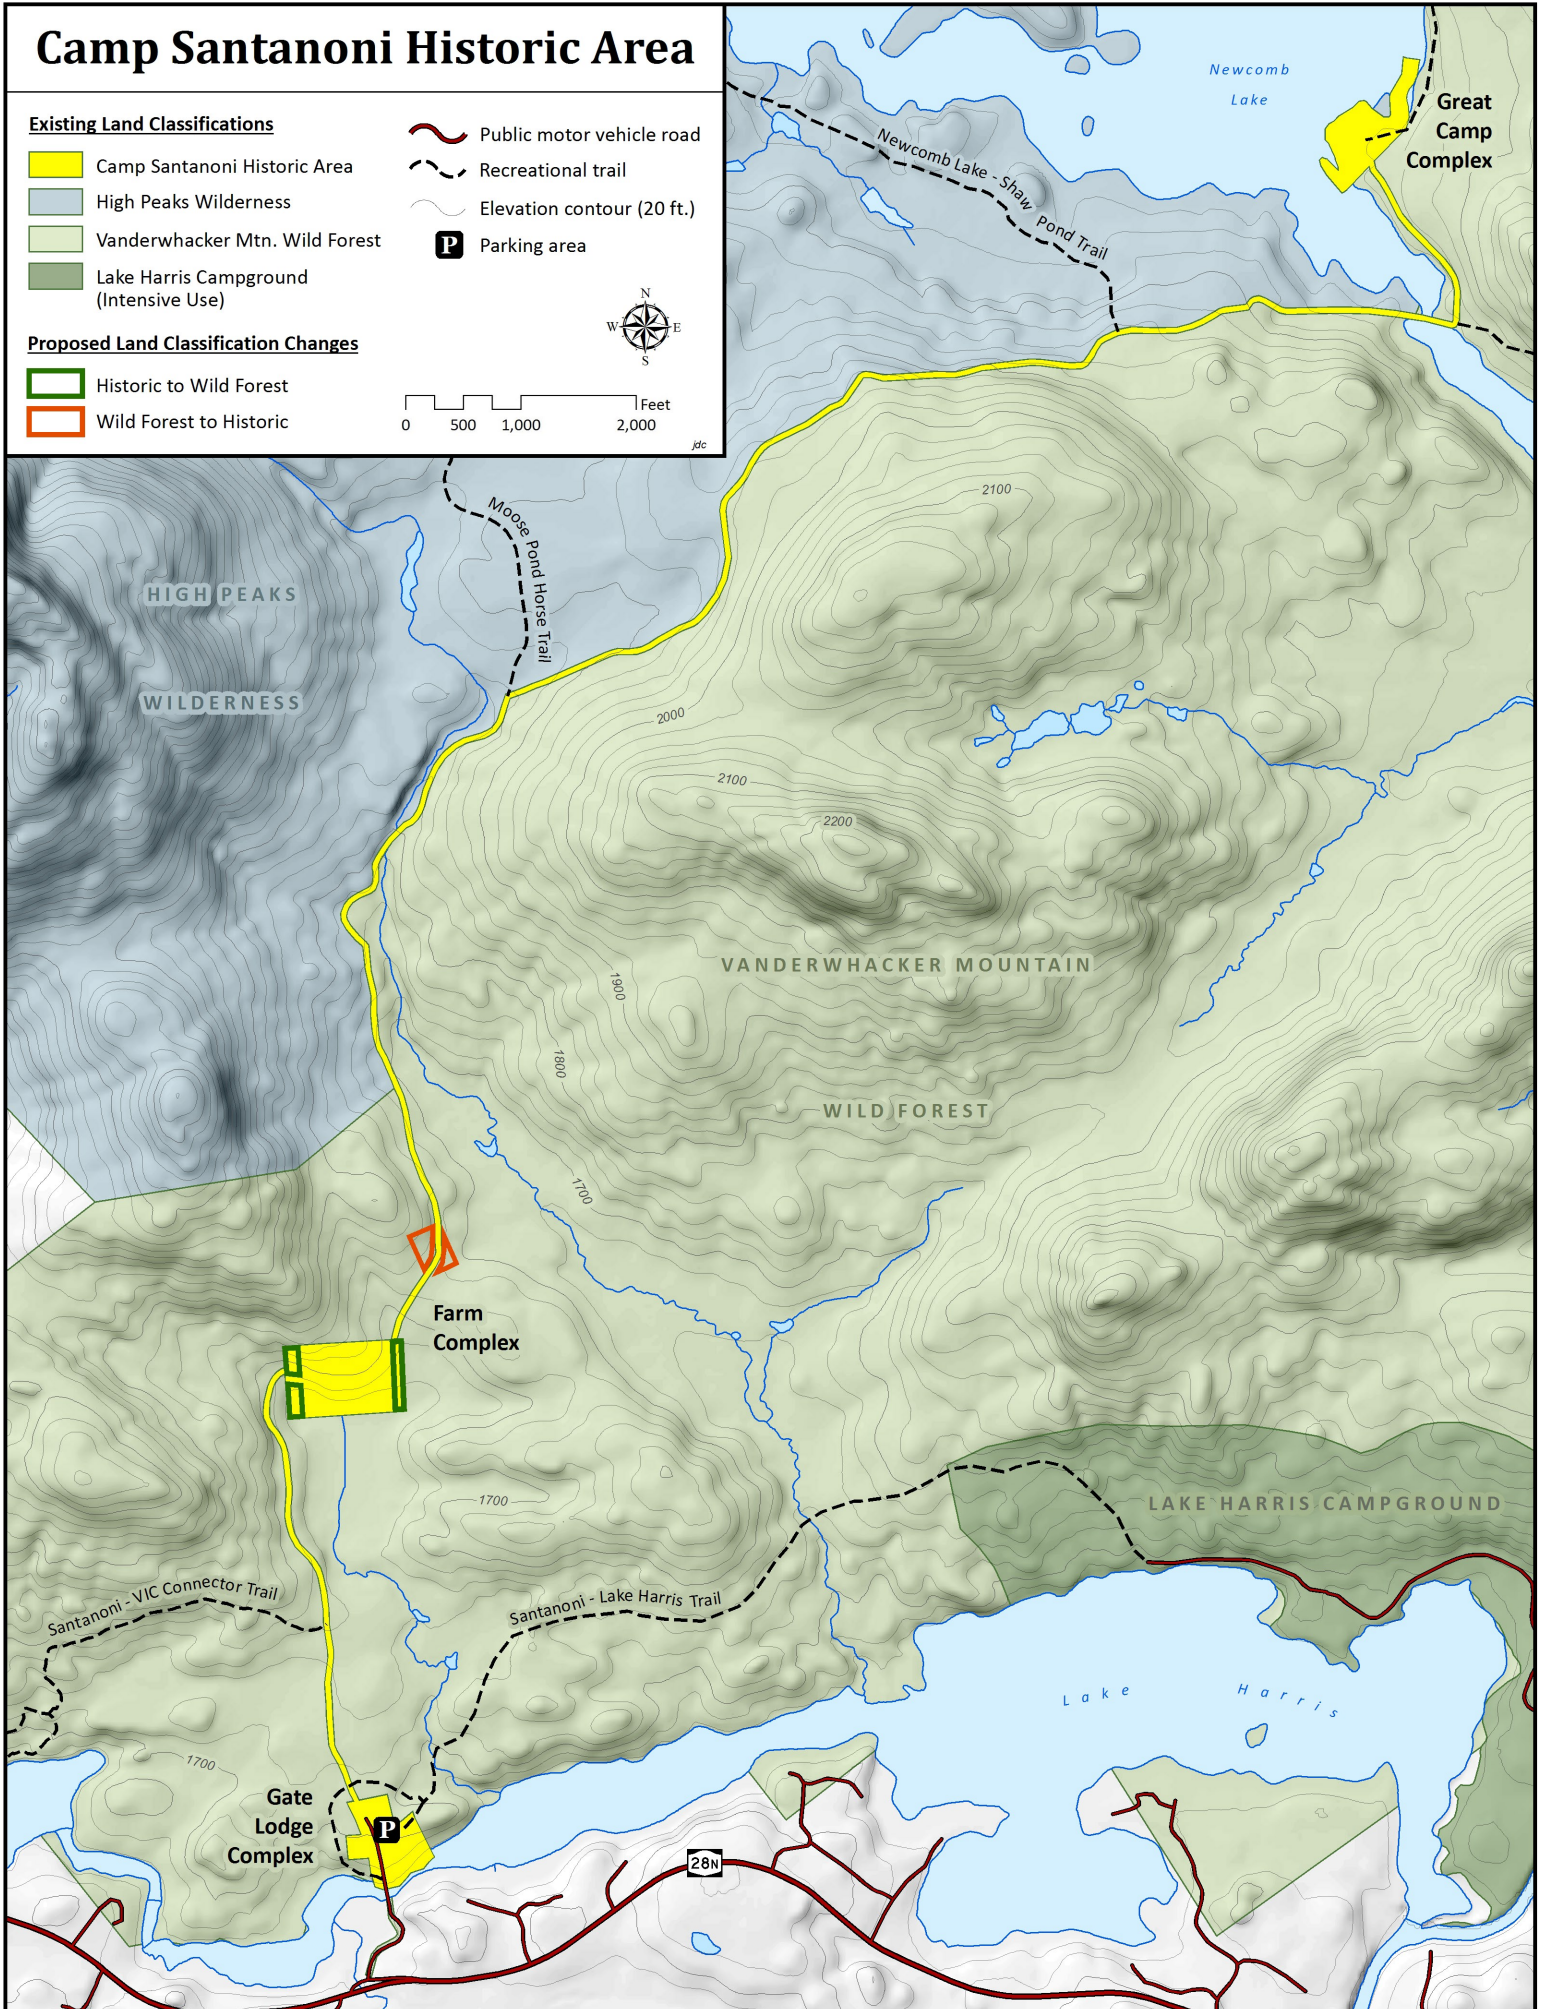 Camp Santanoni Historic Area
Existing Land Classifications
Camp Santanoni Historic Area
High Peaks Wilderness
Vanderwhacker Mtn. Wild Forest
Lake Harris Campground
(Intensive Use)
Proposed Land Classification Changes
Historic to Wild Forest
Wild Forest to Historic
Public motor vehicle road
Recreational trail
Elevation contour (20 ft.)
P
Parking area
N
W
E
S
Feet
0
500
1,000
2,000
jdc
Newcomb
Lake
Great
Camp
Complex
Newcomb Lake - Shaw Pond Trail
2100
Moose Pond Horse Trail
HIGH PEAKS
WILDERNESS
2000
2100
2200
VANDERWHACKER MOUNTAIN
1900
1800
WILD FOREST
1700
Farm
Complex
1700
LAKE HARRIS CAMPGROUND
Santanoni - VIC Connector Trail
Santanoni - Lake Harris Trail
Lake Harris
1700
Gate
Lodge
Complex
P
28N